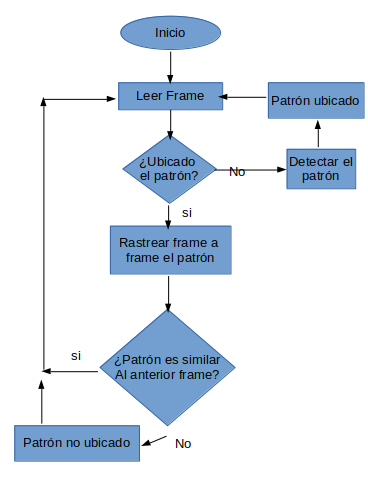 Inicio
Leer Frame
Patrón ubicado
¿Ubicado
el patrón?
No
Detectar el
patrón
si
Rastrear frame a
frame el patrón
¿Patrón es similar
Al anterior frame?
si
Patrón no ubicado
No